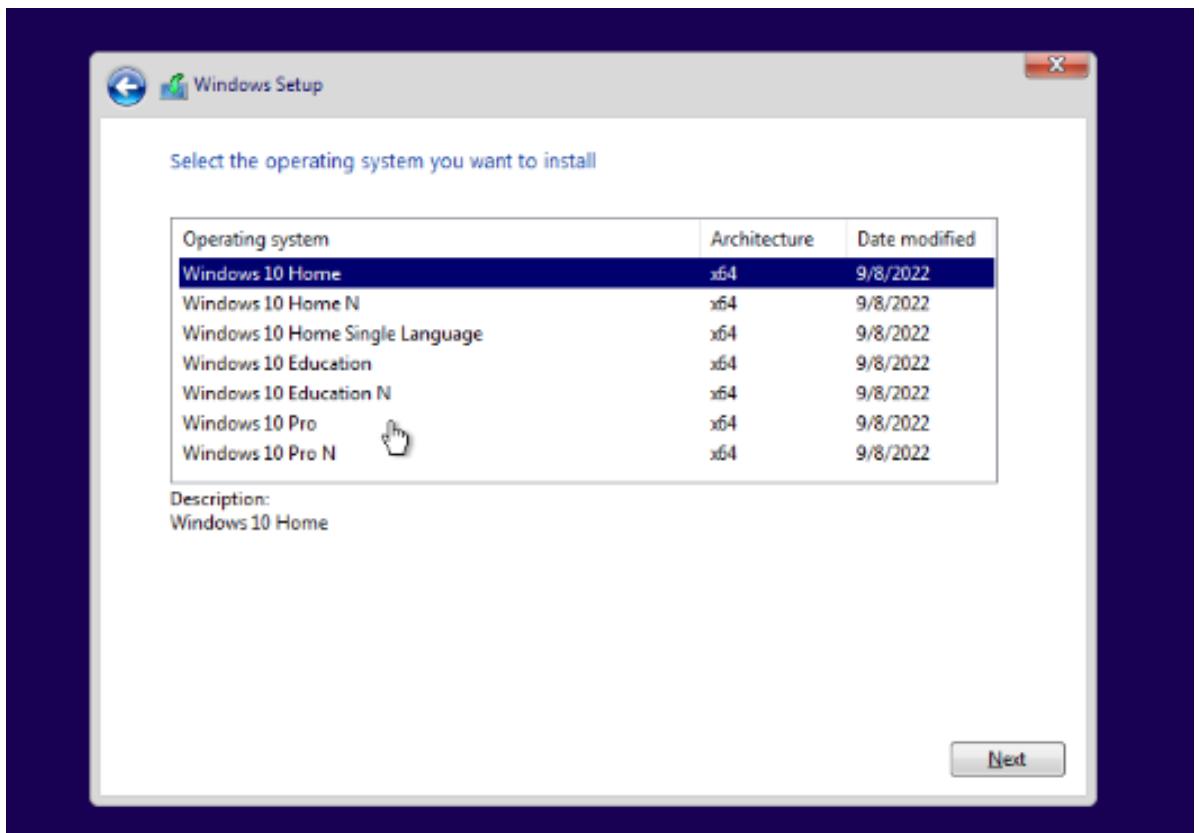 Windows Setup
Select the operating system you want to install
Operating system Architecture Date modified
Windows 10 Home x64 9/8/2022
Windows 10 Home N x64 9/8/2022
Windows 10 Home Single Language x64 9/8/2022
Windows 10 Education x64 9/8/2022
Windows 10 Education N x64 9/8/2022
Windows 10 Pro x64 9/8/2022
Windows 10 Pro N x64 9/8/2022
Description:
Windows 10 Home
Next